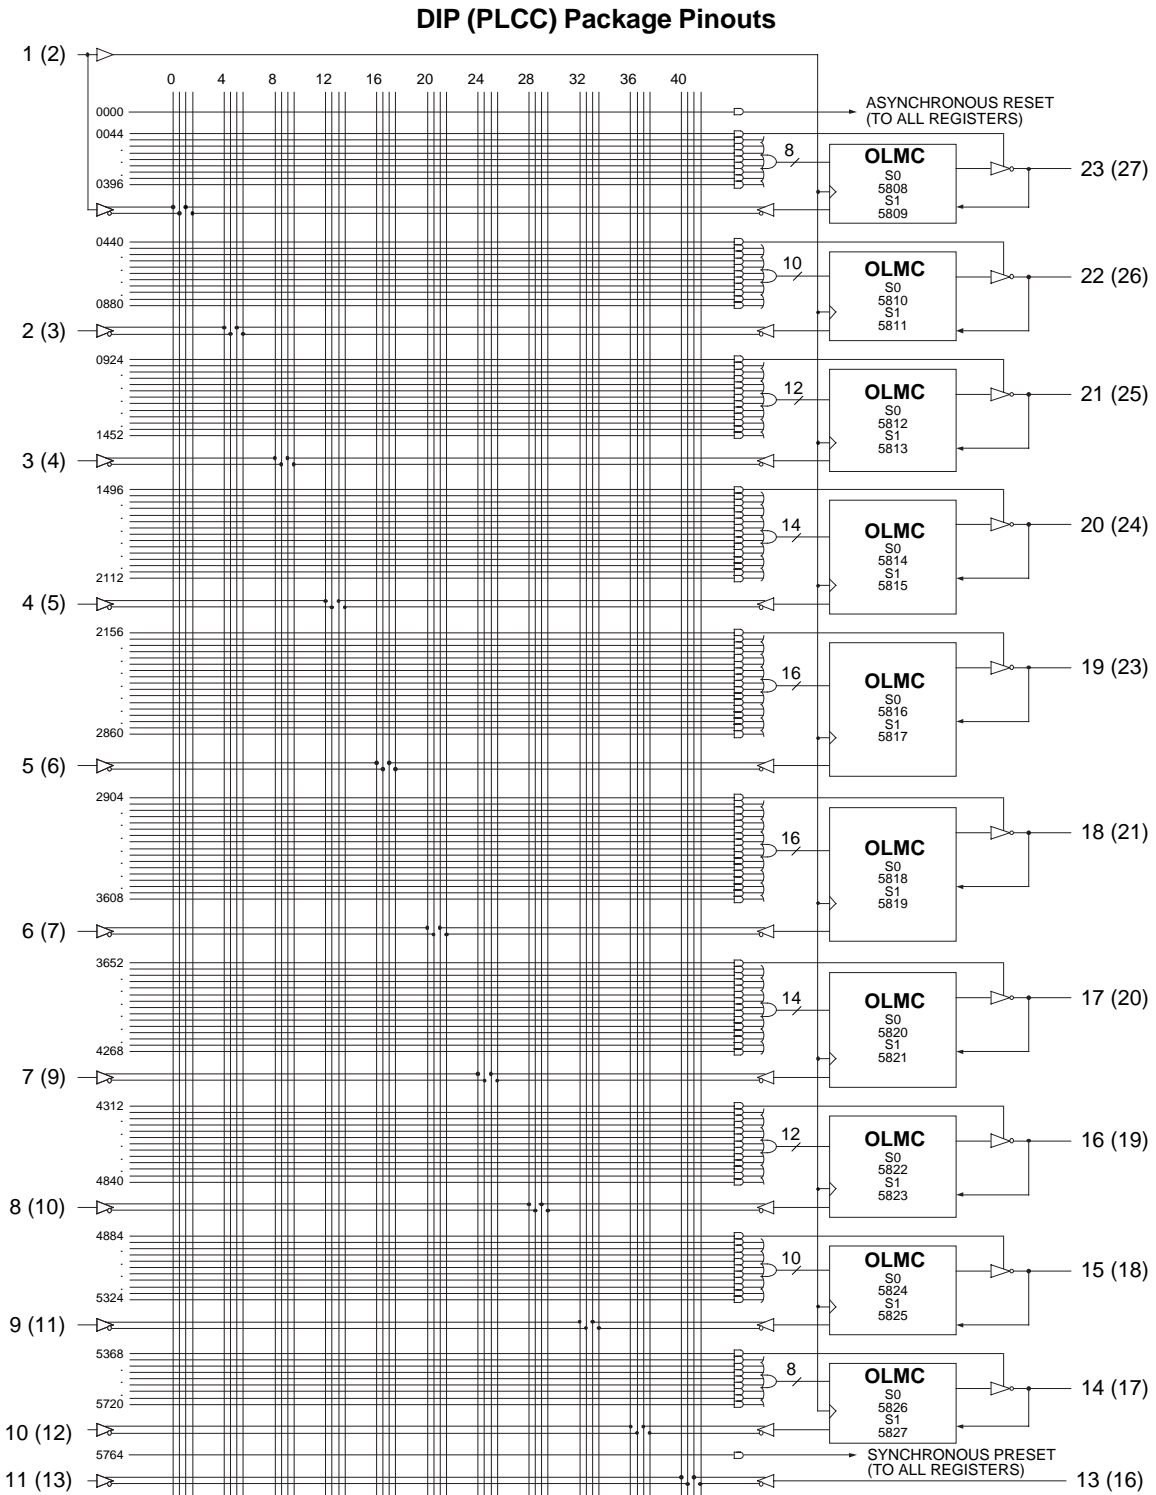 DIP (PLCC) Package Pinouts
1 (2)
0 4 8 12 16 20 24 28 32 36 40
0000
ASYNCHRONOUS RESET
(TO ALL REGISTERS)
0044
.
.
.
0396
8
OLMC
S0
5808
S1
5809
23 (27)
0440
.
.
.
0880
10
OLMC
S0
5810
S1
5811
22 (26)
2 (3)
0924
.
.
.
1452
12
OLMC
S0
5812
S1
5813
21 (25)
3 (4)
1496
.
.
.
2112
14
OLMC
S0
5814
S1
5815
20 (24)
4 (5)
2156
.
.
.
2860
16
OLMC
S0
5816
S1
5817
19 (23)
5 (6)
2904
.
.
.
3608
16
OLMC
S0
5818
S1
5819
18 (21)
6 (7)
3652
.
.
.
4268
14
OLMC
S0
5820
S1
5821
17 (20)
7 (9)
4312
.
.
.
4840
12
OLMC
S0
5822
S1
5823
16 (19)
8 (10)
4884
.
.
.
5324
10
OLMC
S0
5824
S1
5825
15 (18)
9 (11)
5368
.
.
.
5720
8
OLMC
S0
5826
S1
5827
14 (17)
10 (12)
5764
SYNCHRONOUS PRESET
(TO ALL REGISTERS)
11 (13)
13 (16)